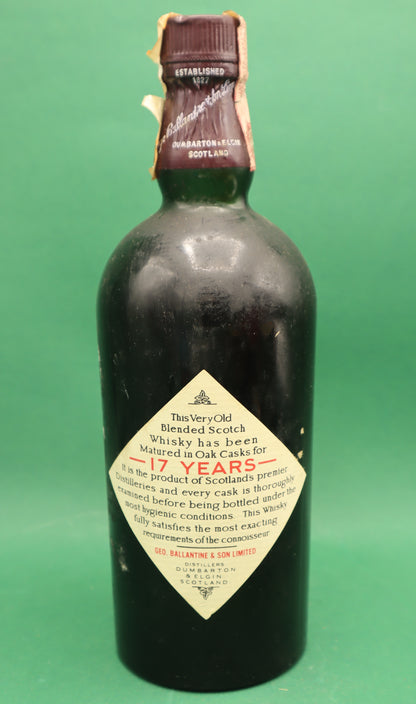 ESTABLISHED
1827
Ballantine & Son Ltd
DUMBARTON & ELGIN
SCOTLAND
This Very Old
Blended Scotch
Whisky has been
Matured in Oak Casks for
— 17 YEARS —
It is the product of Scotlands premier
Distilleries and every cask is thoroughly
examined before being bottled under the
most hygienic conditions. This Whisky
fully satisfies the most exacting
requirements of the connoisseur
GEO. BALLANTINE & SON LIMITED
DISTILLERS
DUMBARTON
& ELGIN
SCOTLAND